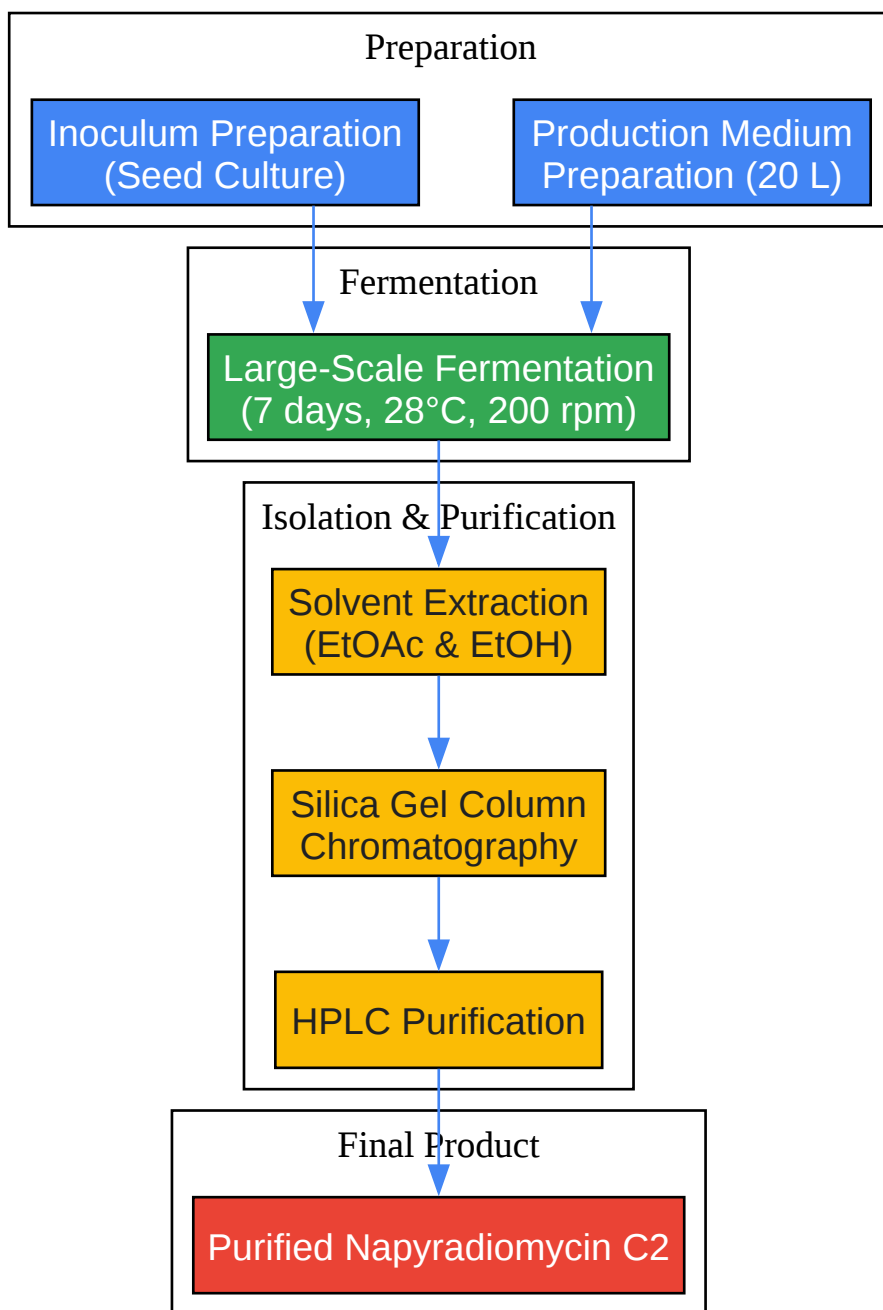 Preparation
Inoculum Preparation
(Seed Culture)
Production Medium
Preparation (20 L)
Fermentation
Large-Scale Fermentation
(7 days, 28°C, 200 rpm)
Isolation & Purification
Solvent Extraction
(EtOAc & EtOH)
Silica Gel Column
Chromatography
HPLC Purification
Final Product
Purified Napyradiomycin C2